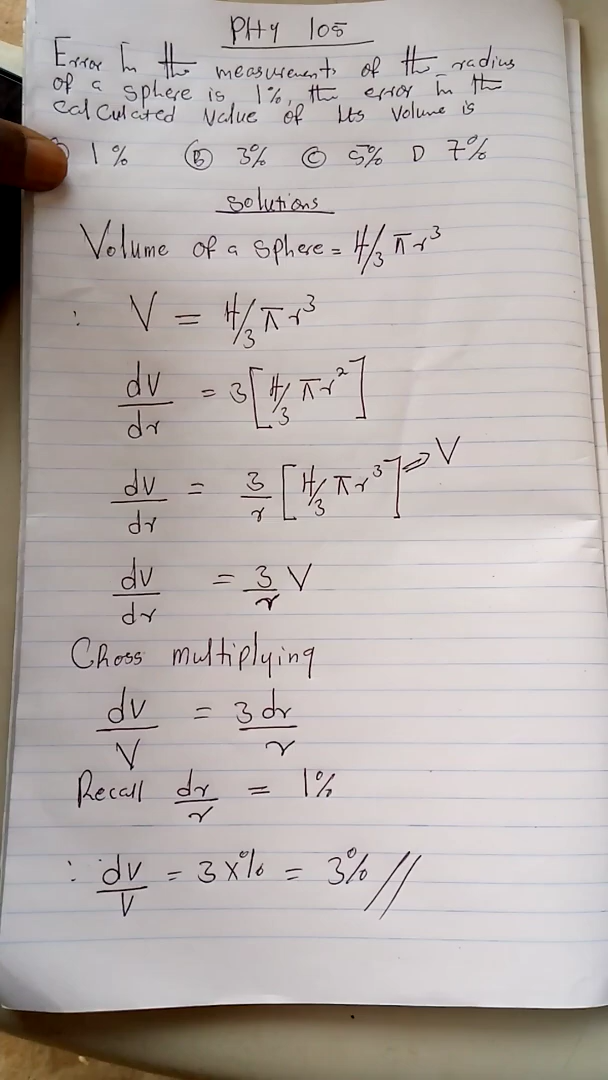 PHY 105
Error In the measurements of the radius
of a sphere is 1%, the error in the
calculated value of Its Volume is
1% (B) 3% (C) 5% D 7%
Solutions
Volume of a sphere = 4/3 πr³
: V = 4/3 πr³
dv/dr = 3[4/3 πr²]
dv/dr = 3/r [4/3 πr³] ⇒ V
dv/dr = 3/r V
Cross multiplying
dv/V = 3 dr/r
Recall dr/r = 1%
: dv/V = 3 x % = 3% //